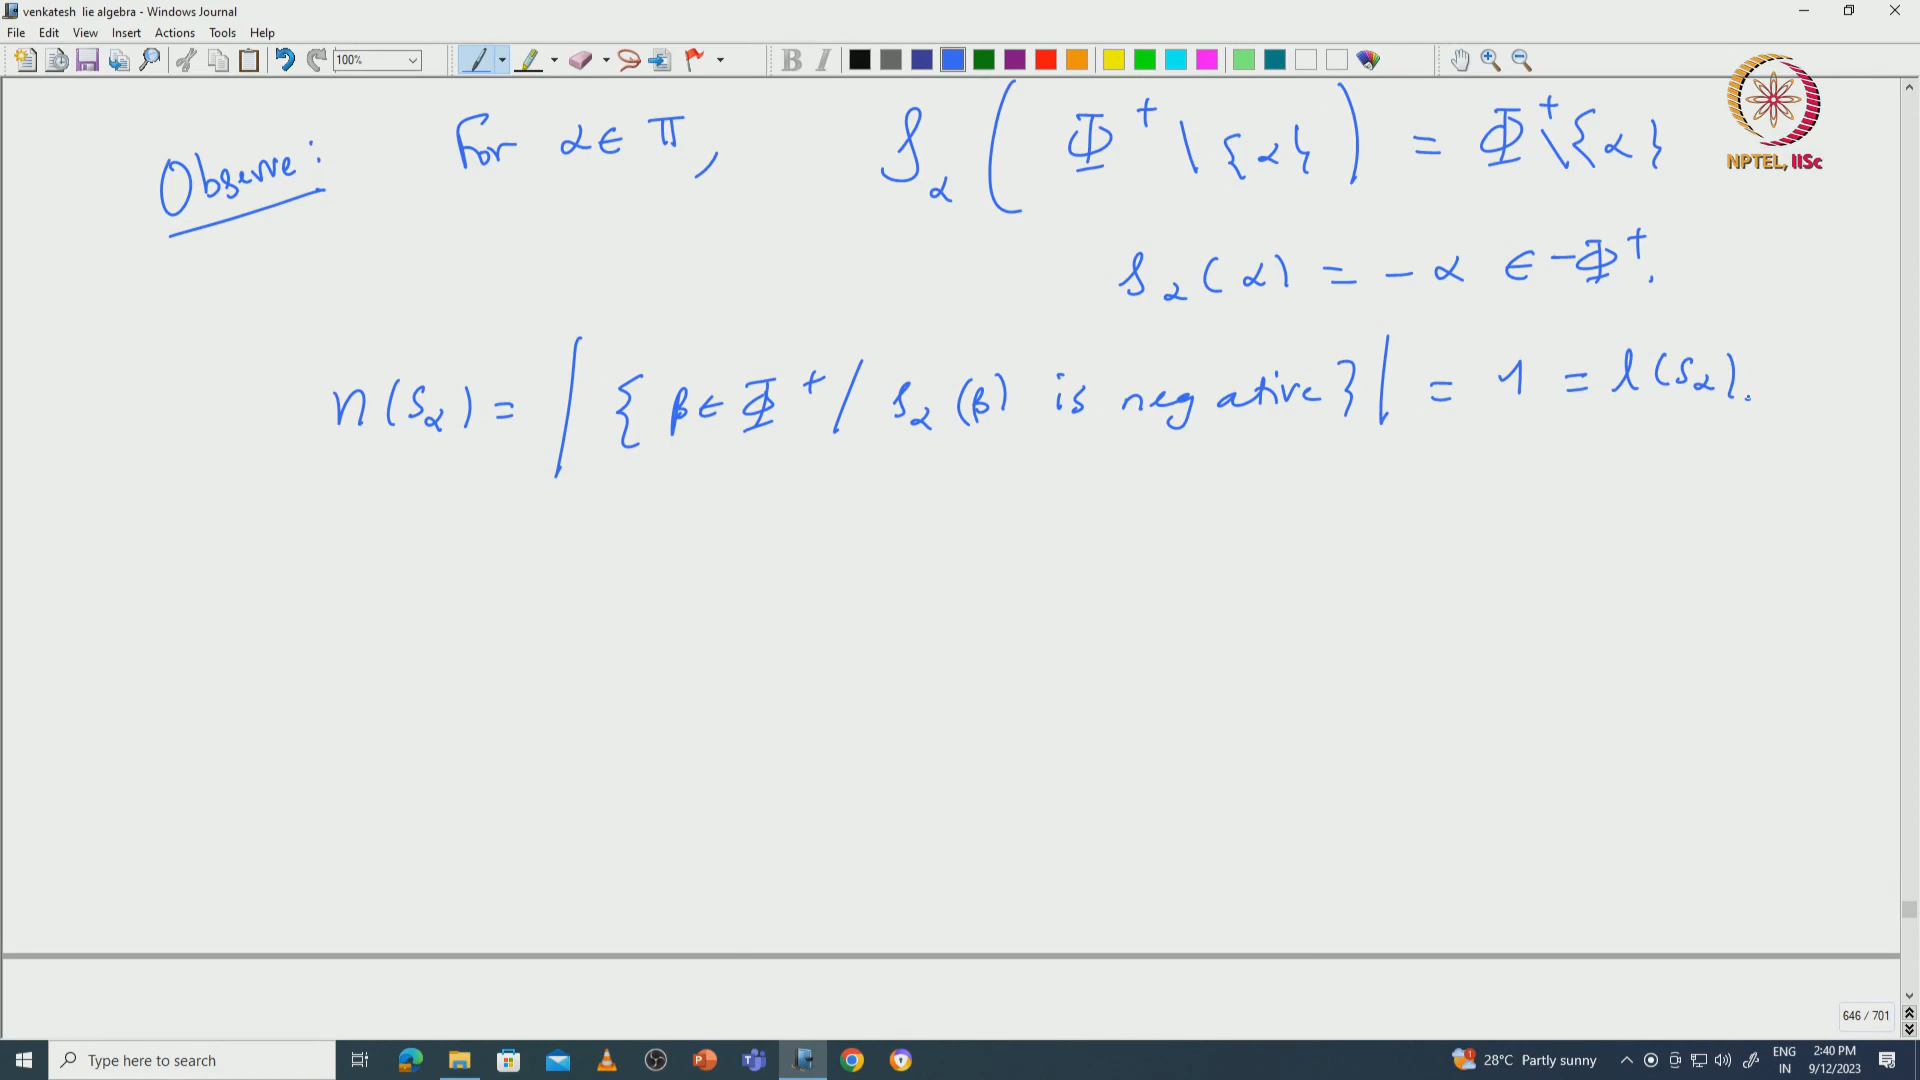 venkatesh lie algebra - Windows Journal
File Edit View Insert Actions Tools Help
100%
B I
NPTEL, IISc
Observe: For α ∈ Π, S_α ( Φ^+ \ {α} ) = Φ^+ \ {α}
s_α (α) = - α ∈ -Φ^+.
n(s_α) = | { β ∈ Φ^+ / s_α (β) is negative } | = 1 = l(s_α).
646 / 701
Type here to search
28°C Partly sunny
ENG
IN
2:40 PM
9/12/2023